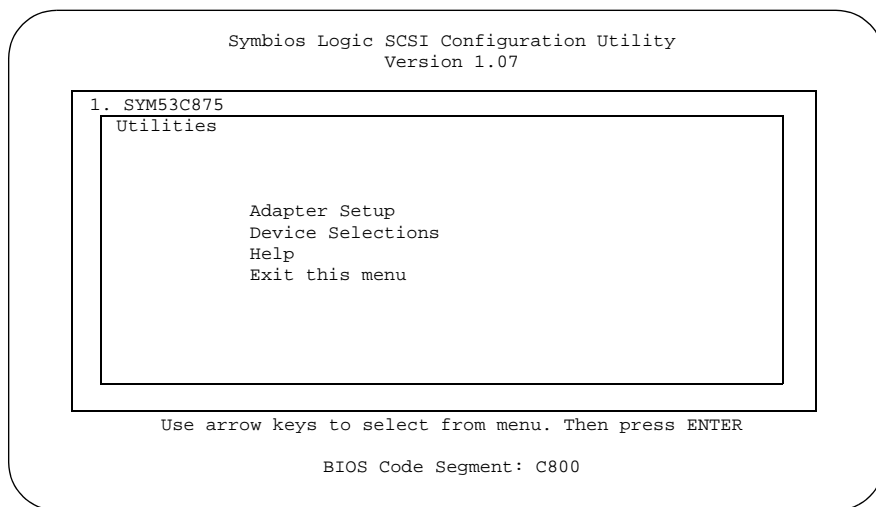 Symbios Logic SCSI Configuration Utility
Version 1.07
1. SYM53C875
Utilities
Adapter Setup
Device Selections
Help
Exit this menu
Use arrow keys to select from menu. Then press ENTER
BIOS Code Segment: C800